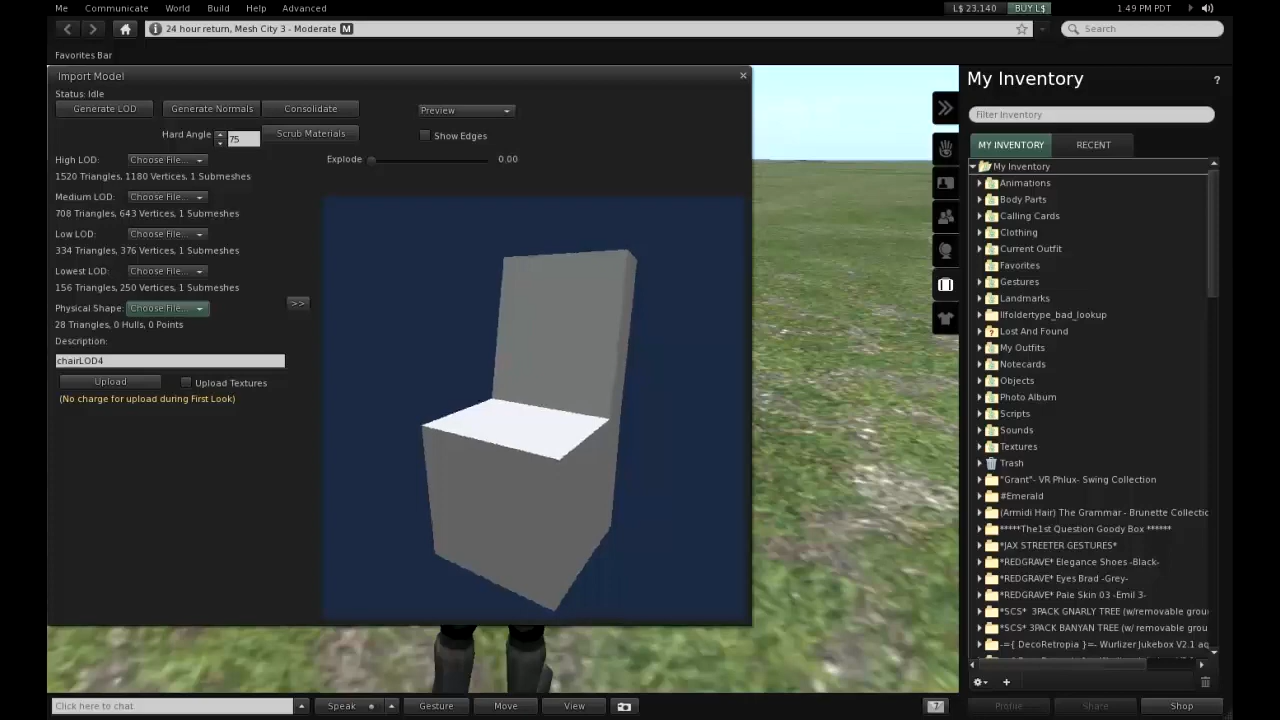 Me Communicate World Build Help Advanced L$ 23,140 BUY L$ 1:49 PM PDT
24 hour return, Mesh City 3 - Moderate M Search
Favorites Bar
Import Model
Status: Idle
Generate LOD Generate Normals Consolidate Preview
Hard Angle 75 Scrub Materials Show Edges
High LOD: Choose File... Explode 0.00
1520 Triangles, 1180 Vertices, 1 Submeshes
Medium LOD: Choose File...
708 Triangles, 643 Vertices, 1 Submeshes
Low LOD: Choose File...
334 Triangles, 376 Vertices, 1 Submeshes
Lowest LOD: Choose File...
156 Triangles, 250 Vertices, 1 Submeshes
Physical Shape: Choose File... >>
28 Triangles, 0 Hulls, 0 Points
Description:
chairLOD4
Upload Upload Textures
(No charge for upload during First Look)
My Inventory ?
Filter Inventory
MY INVENTORY RECENT
My Inventory
Animations
Body Parts
Calling Cards
Clothing
Current Outfit
Favorites
Gestures
Landmarks
llfoldertype_bad_lookup
Lost And Found
My Outfits
Notecards
Objects
Photo Album
Scripts
Sounds
Textures
Trash
"Grant"- VR Phlux- Swing Collection
#Emerald
(Armidi Hair) The Grammar - Brunette Collectic
*****The1st Question Goody Box ******
*JAX STREETER GESTURES*
*REDGRAVE* Elegance Shoes -Black-
*REDGRAVE* Eyes Brad -Grey-
*REDGRAVE* Pale Skin 03 -Emil 3-
*SCS* 3PACK GNARLY TREE (w/removable grou
*SCS* 3PACK BANYAN TREE (w/ removable grou
-={ DecoRetropia }=- Wurlizer Jukebox V2.1 aq
Click here to chat Speak Gesture Move View 7 Profile Share Shop